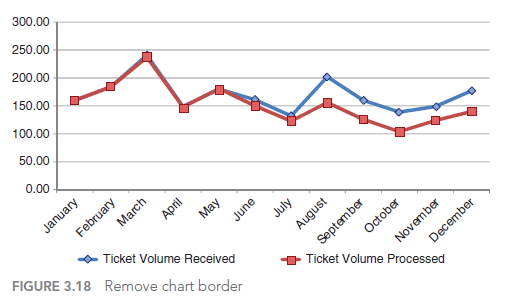 300.00
250.00
200.00
150.00
100.00
50.00
0.00
January
February
March
April
May
June
July
August
September
October
November
December
Ticket Volume Received
Ticket Volume Processed
FIGURE 3.18 Remove chart border